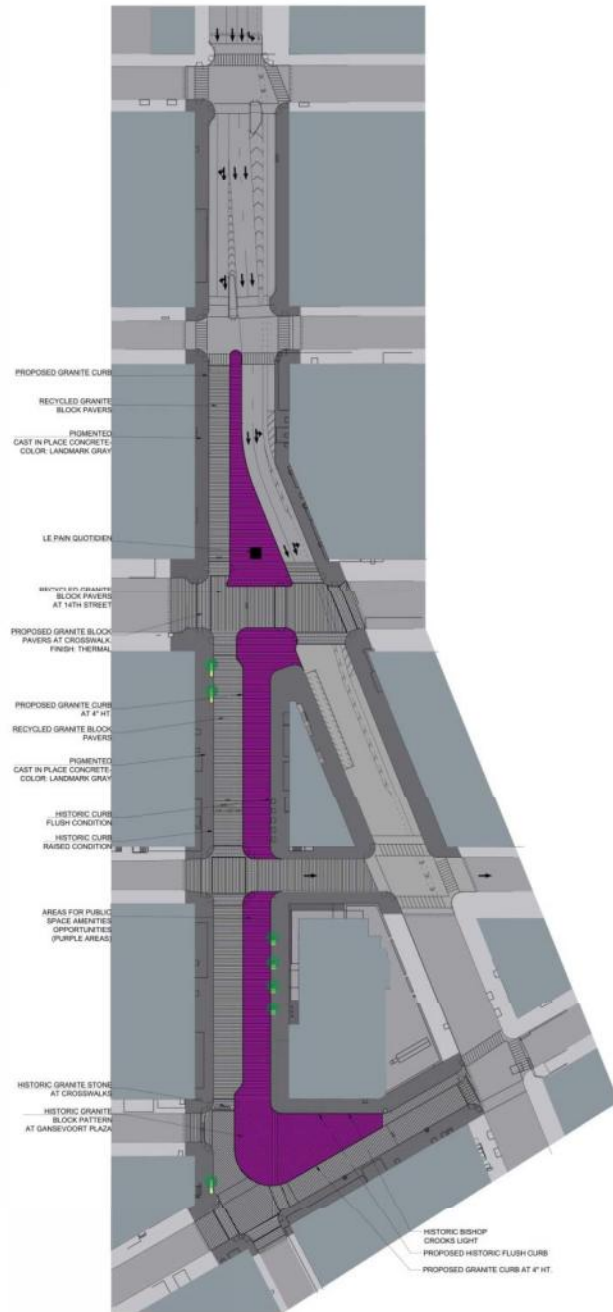 PROPOSED GRANITE CURB
RECYCLED GRANITE
BLOCK PAVERS
PIGMENTED
CAST IN PLACE CONCRETE-
COLOR: LANDMARK GRAY
LE PAIN QUOTIDIEN
RECYCLED GRANITE
BLOCK PAVERS
AT 14TH STREET
PROPOSED GRANITE BLOCK
PAVERS AT CROSSWALK.
FINISH: THERMAL
PROPOSED GRANITE CURB
AT 4" HT.
RECYCLED GRANITE BLOCK
PAVERS
PIGMENTED
CAST IN PLACE CONCRETE-
COLOR: LANDMARK GRAY
HISTORIC CURB
FLUSH CONDITION
HISTORIC CURB
RAISED CONDITION
AREAS FOR PUBLIC
SPACE AMENITIES
OPPORTUNITIES
(PURPLE AREAS)
HISTORIC GRANITE STONE
AT CROSSWALKS
HISTORIC GRANITE
BLOCK PATTERN
AT GANSEVOORT PLAZA
HISTORIC BISHOP
CROOKS LIGHT
PROPOSED HISTORIC FLUSH CURB
PROPOSED GRANITE CURB AT 4" HT.